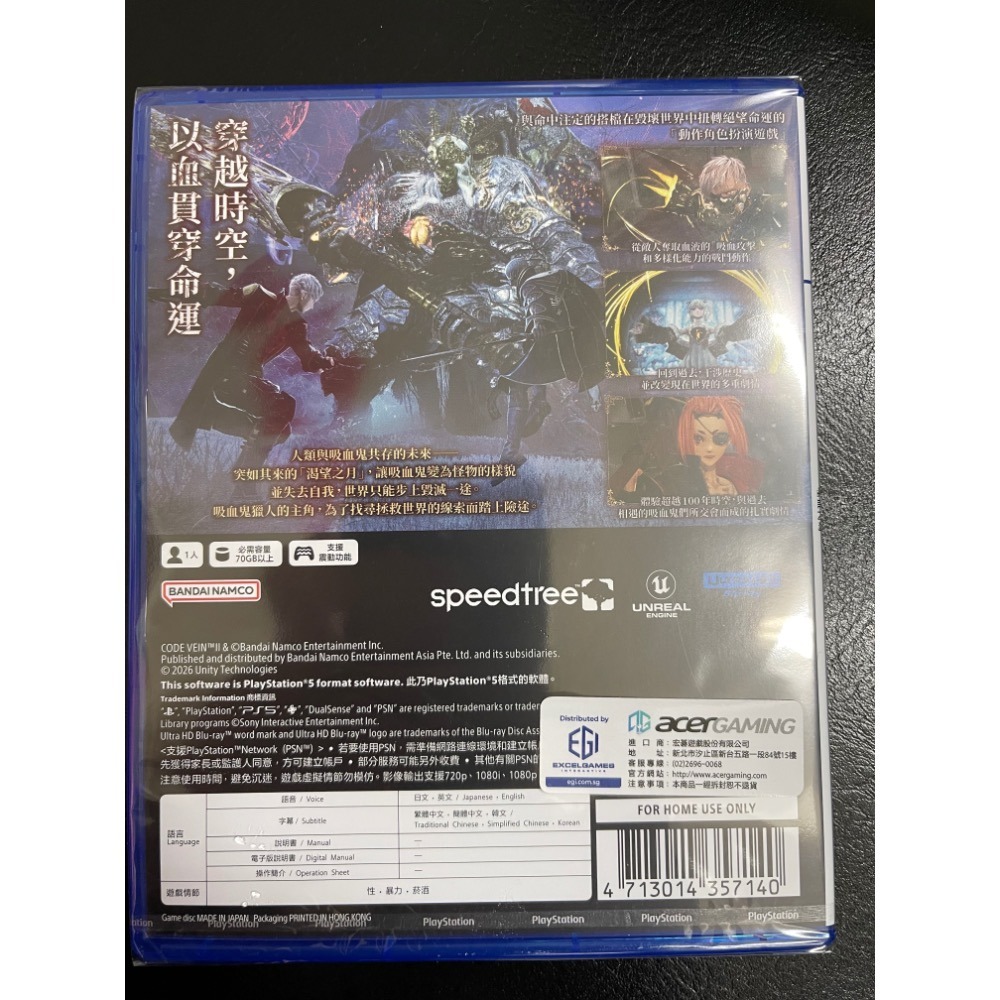 穿越時空，
以血貫穿命運
與命中注定的搭檔在毀壞世界中扭轉絕望命運的
「動作角色扮演遊戲
從敵人奪取血液的「吸血攻擊」
和多樣化能力的戰鬥動作
回到過去，干涉歷史，
並改變現在世界的多重劇情
體驗超越100年時空，與過去
相遇的吸血鬼們所交會而成的扎實劇情
人類與吸血鬼共存的未來——
突如其來的「渴望之月」，讓吸血鬼變為怪物的樣貌
並失去自我，世界只能步上毀滅一途。
吸血鬼獵人的主角，為了找尋拯救世界的線索而踏上險途。
1人
必需容量
70GB以上
支援
震動功能
BANDAI NAMCO
speedtree
UNREAL
ENGINE
CODE VEIN™II & ©Bandai Namco Entertainment Inc.
Published and distributed by Bandai Namco Entertainment Asia Pte. Ltd. and its subsidiaries.
© 2026 Unity Technologies
This software is PlayStation®5 format software. 此乃PlayStation®5格式的軟體。
Trademark Information 商標資訊
"PlayStation", "PS5", "DualSense" and "PSN" are registered trademarks or tradem
Library programs ©Sony Interactive Entertainment Inc.
Ultra HD Blu-ray™ word mark and Ultra HD Blu-ray™ logo are trademarks of the Blu-ray Disc Ass
<支援PlayStation™Network (PSN™) > • 若要使用PSN，需準備網路連線環境和建立帳
先獲得家長或監護人同意，方可建立帳戶 • 部分服務可能另外收費 • 其他有關PSN的
注意使用時間，避免沉迷，遊戲虛擬情節勿模仿。影像輸出支援720p、1080i、1080p
Distributed by
EGI
EXCELGAMES
INTERACTIVE
egi.com.sg
acerGAMING
進口商：宏碁遊戲股份有限公司
地址：新北市汐止區新台五路一段84號15樓
客服專線：(02)2696-0068
官方網站：http://www.acergaming.com
注意事項：本商品一經拆封恕不退貨
FOR HOME USE ONLY
語言
Language
語音 / Voice
日文，英文 / Japanese，English
字幕 / Subtitle
繁體中文，簡體中文，韓文 /
Traditional Chinese，Simplified Chinese，Korean
說明書 / Manual
—
電子版說明書 / Digital Manual
—
操作簡介 / Operation Sheet
—
遊戲情節
性，暴力，菸酒
4 713014 357140
Game disc MADE IN JAPAN Packaging PRINTED IN HONG KONG
PlayStation PlayStation PlayStation PlayStation PlayStation